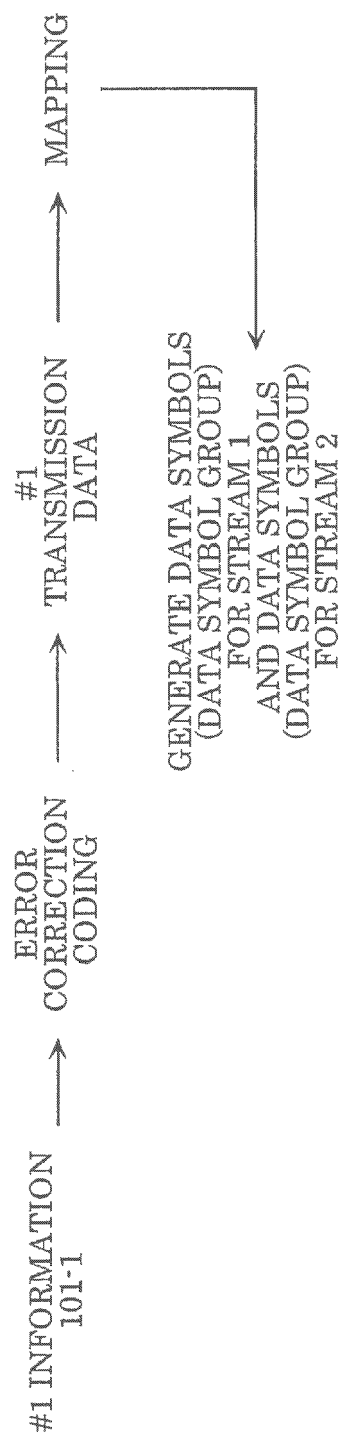 #1 INFORMATION
101-1
ERROR
CORRECTION
CODING
#1
TRANSMISSION
DATA
MAPPING
GENERATE DATA SYMBOLS
(DATA SYMBOL GROUP)
FOR STREAM 1
AND DATA SYMBOLS
(DATA SYMBOL GROUP)
FOR STREAM 2